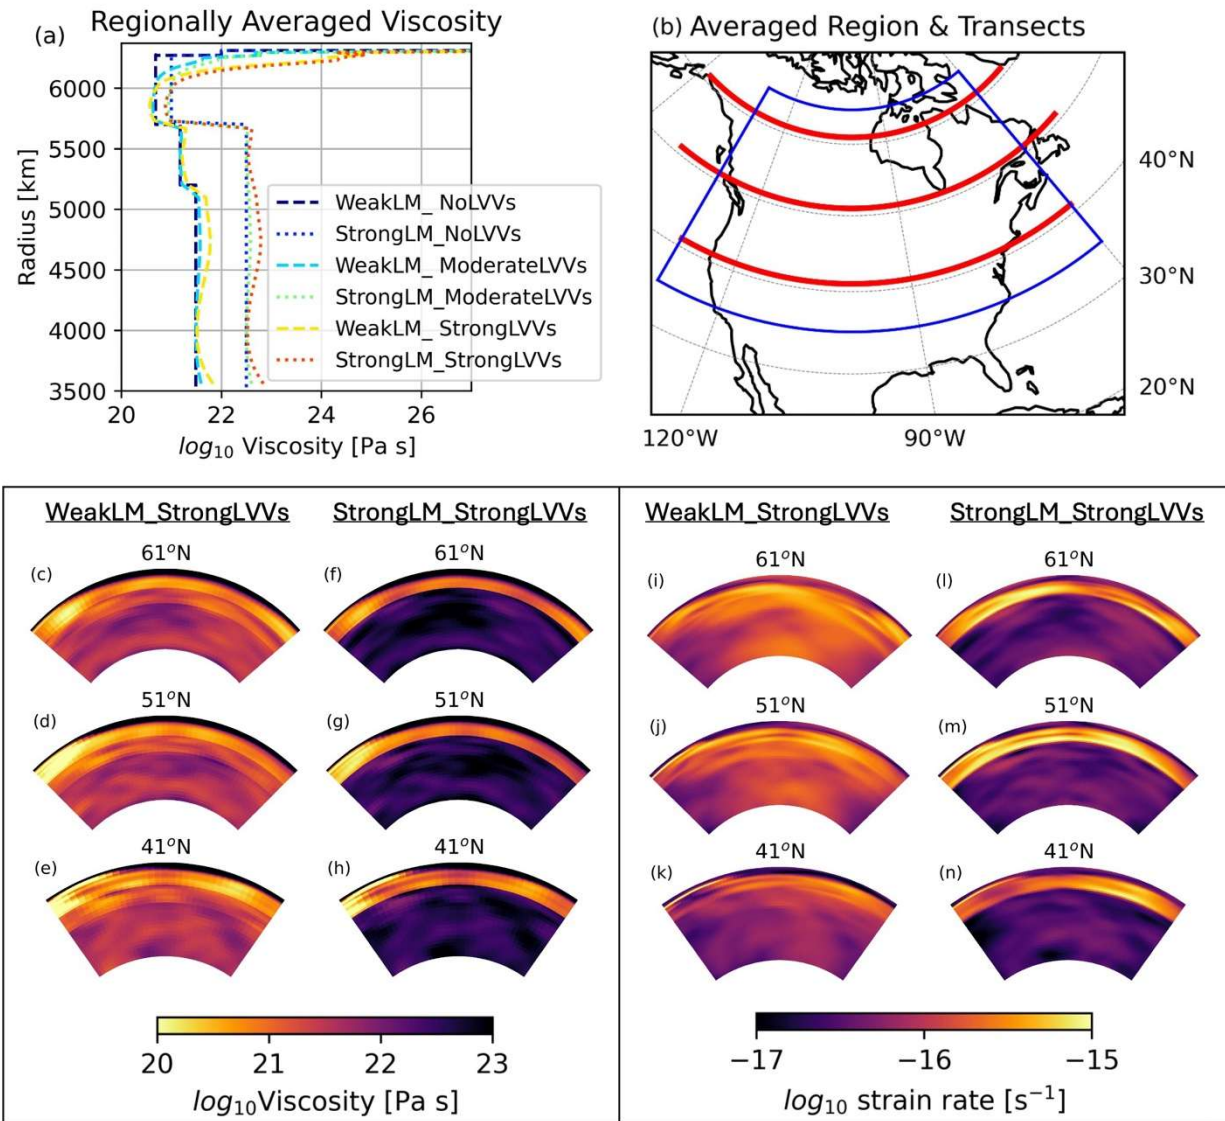 Regionally Averaged Viscosity
(a)
6000
5500
5000
4500
4000
3500
Radius [km]
20 22 24 26
log10 Viscosity [Pa s]
WeakLM_ NoLVVs
StrongLM_NoLVVs
WeakLM_ ModerateLVVs
StrongLM_ModerateLVVs
WeakLM_ StrongLVVs
StrongLM_StrongLVVs
(b) Averaged Region & Transects
40°N
30°N
20°N
120°W 90°W
WeakLM_StrongLVVs StrongLM_StrongLVVs
61°N 61°N
(c) (f)
51°N 51°N
(d) (g)
41°N 41°N
(e) (h)
20 21 22 23
log10Viscosity [Pa s]
WeakLM_StrongLVVs StrongLM_StrongLVVs
61°N 61°N
(i) (l)
51°N 51°N
(j) (m)
41°N 41°N
(k) (n)
−17 −16 −15
log10 strain rate [s−1]